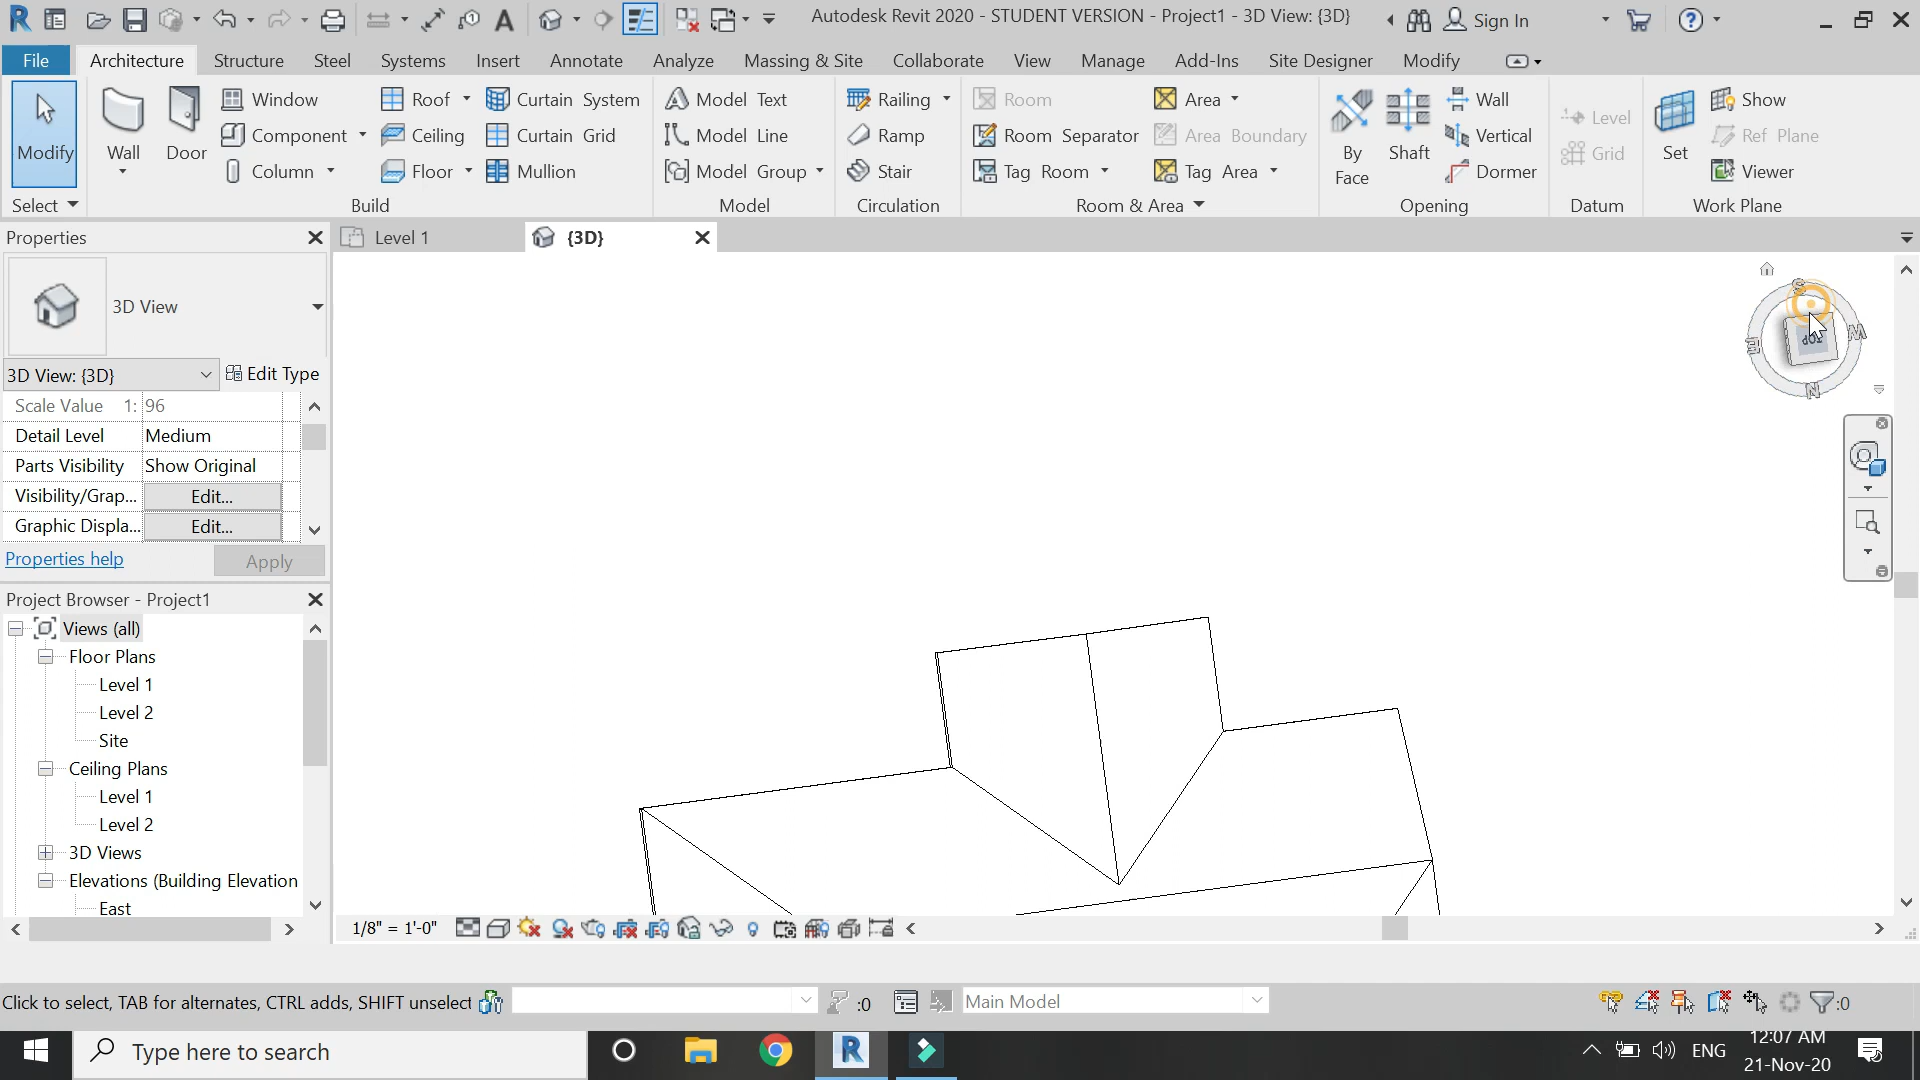 Autodesk Revit 2020 - STUDENT VERSION - Project1 - 3D View: {3D}
Sign In
File Architecture Structure Steel Systems Insert Annotate Analyze Massing & Site Collaborate View Manage Add-Ins Site Designer Modify
Modify
Wall
Door
Window
Component
Column
Roof
Ceiling
Floor
Curtain System
Curtain Grid
Mullion
Model Text
Model Line
Model Group
Railing
Ramp
Stair
Room
Room Separator
Tag Room
Area
Area Boundary
Tag Area
By Face
Shaft
Wall
Vertical
Dormer
Level
Grid
Set
Show
Ref Plane
Viewer
Select Build Model Circulation Room & Area Opening Datum Work Plane
Properties
Level 1
{3D}
3D View
3D View: {3D}
Edit Type
Scale Value 1: 96
Detail Level Medium
Parts Visibility Show Original
Visibility/Grap... Edit...
Graphic Displa... Edit...
Properties help
Apply
S
W
E
N
TOP
Project Browser - Project1
Views (all)
Floor Plans
Level 1
Level 2
Site
Ceiling Plans
Level 1
Level 2
3D Views
Elevations (Building Elevation
East
1/8" = 1'-0"
Click to select, TAB for alternates, CTRL adds, SHIFT unselect
:0
Main Model
:0
Type here to search
ENG
12:07 AM
21-Nov-20